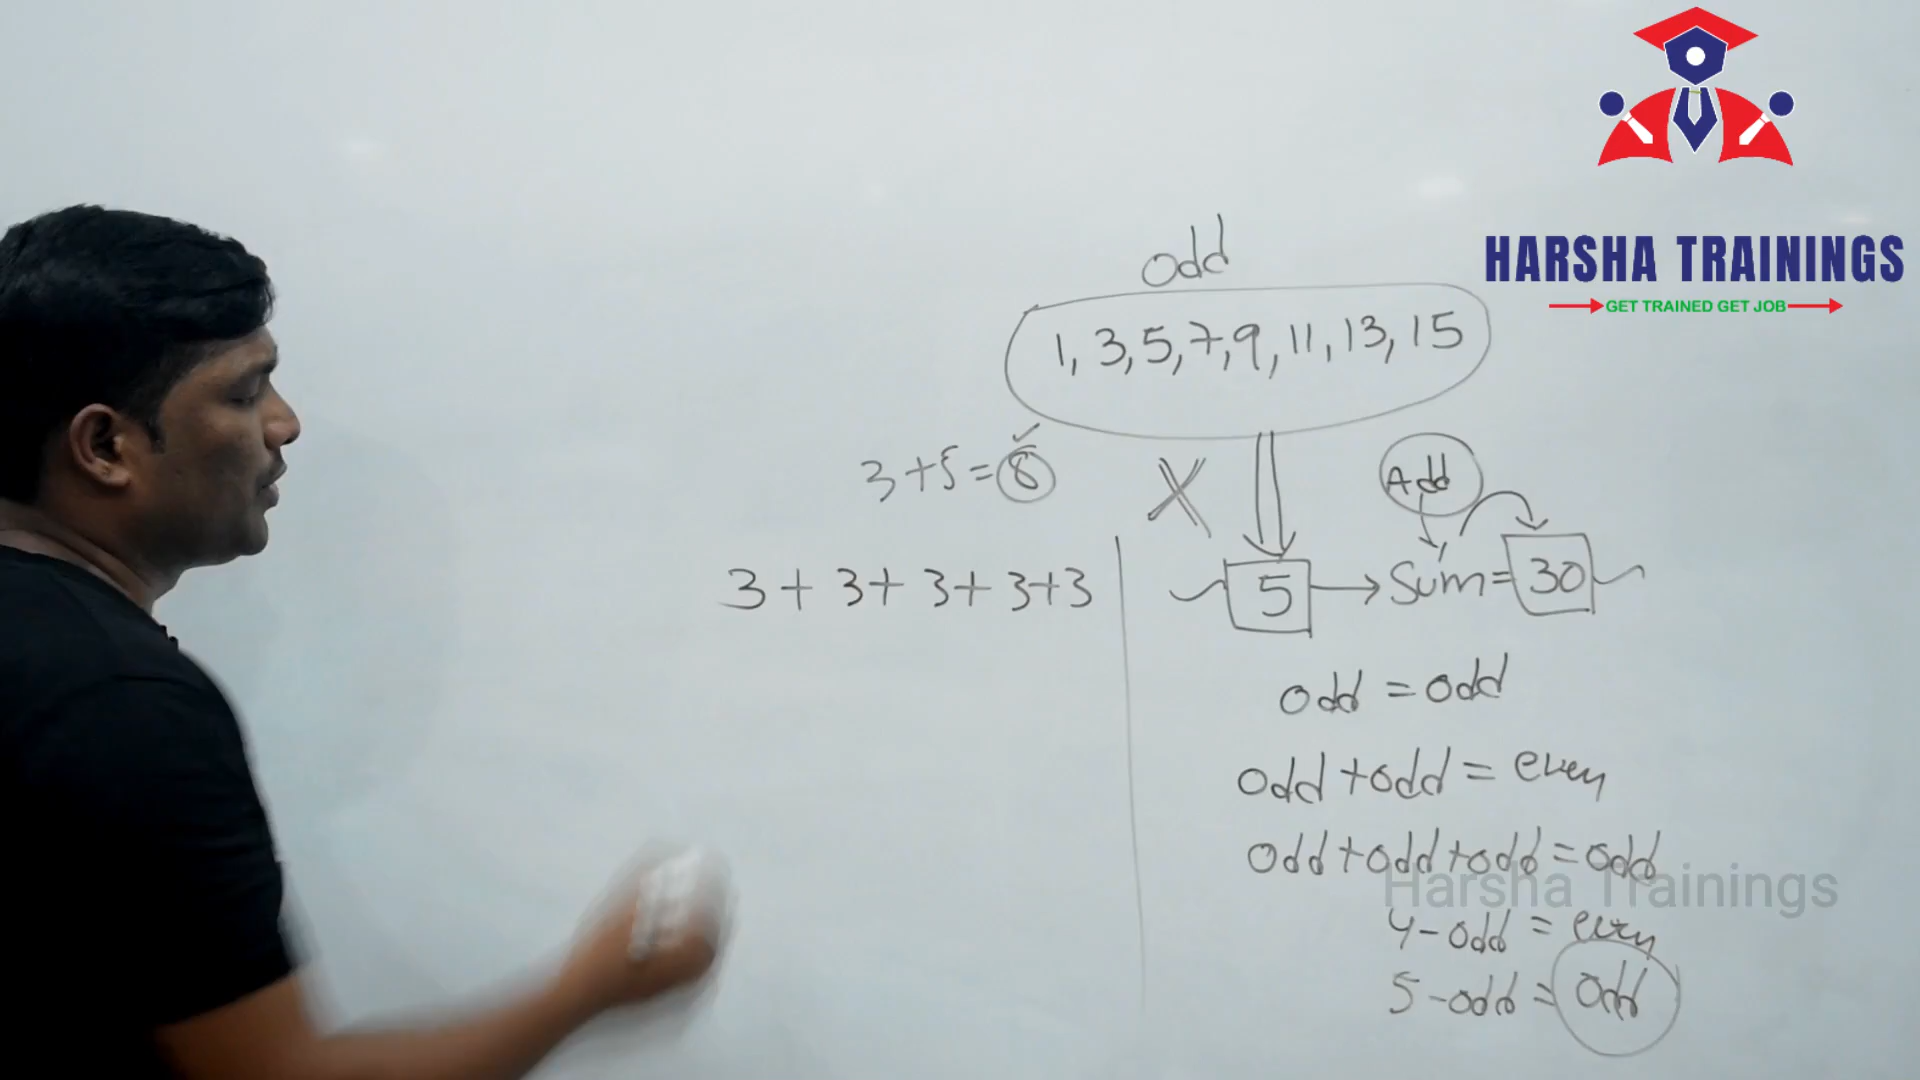 HARSHA TRAININGS
GET TRAINED GET JOB
odd
1, 3, 5, 7, 9, 11, 13, 15
3+5=8
Add
3+3+3+3+3
5 → Sum = 30
odd = odd
odd + odd = even
odd + odd + odd = odd
Harsha Trainings
4-odd = even
5-odd = odd